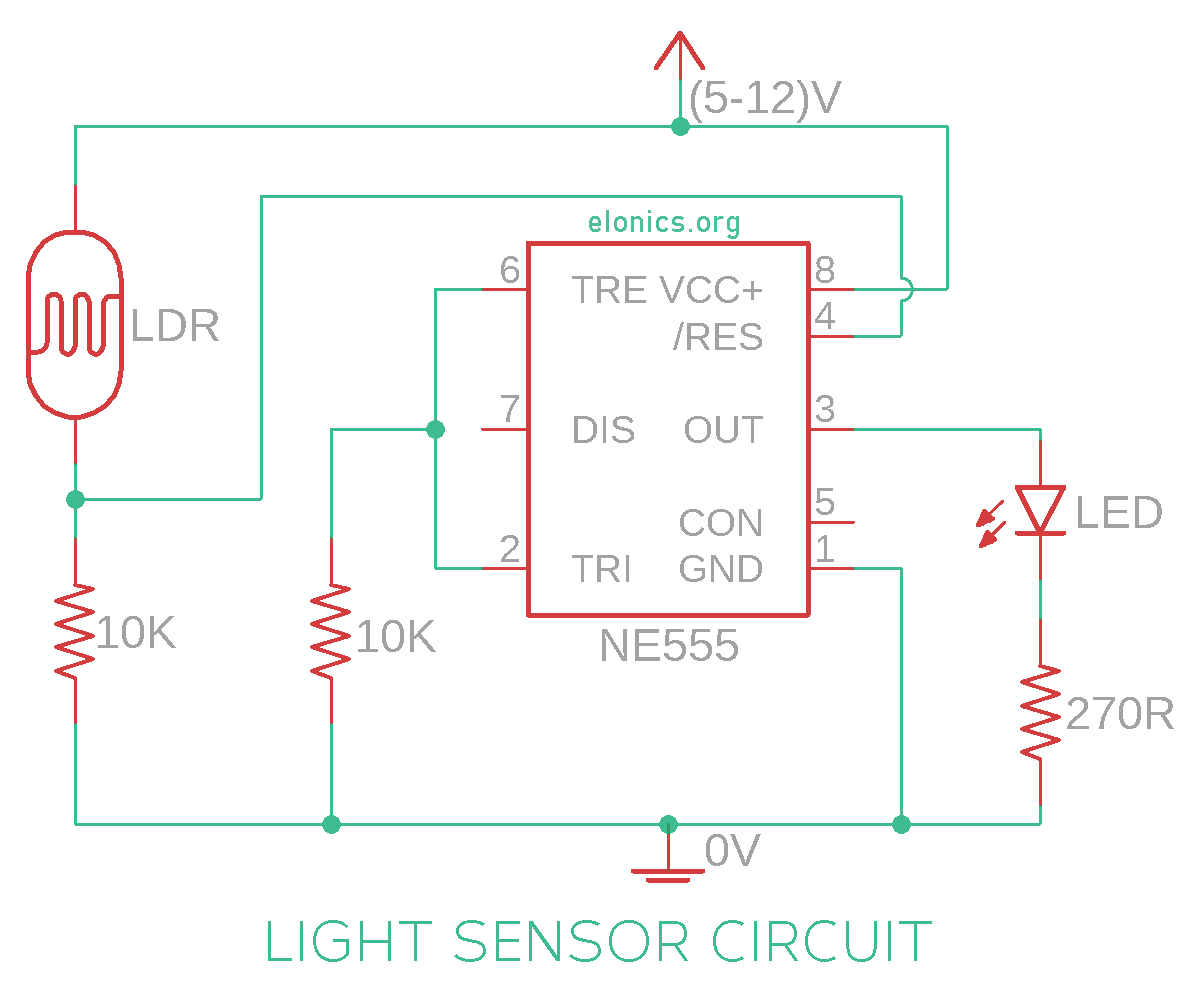 (5-12)V
elonics.org
6 TRE VCC+ 8
/RES 4
LDR
7 DIS OUT 3
CON 5
LED
2 TRI GND 1
10K
10K
NE555
270R
0V
LIGHT SENSOR CIRCUIT